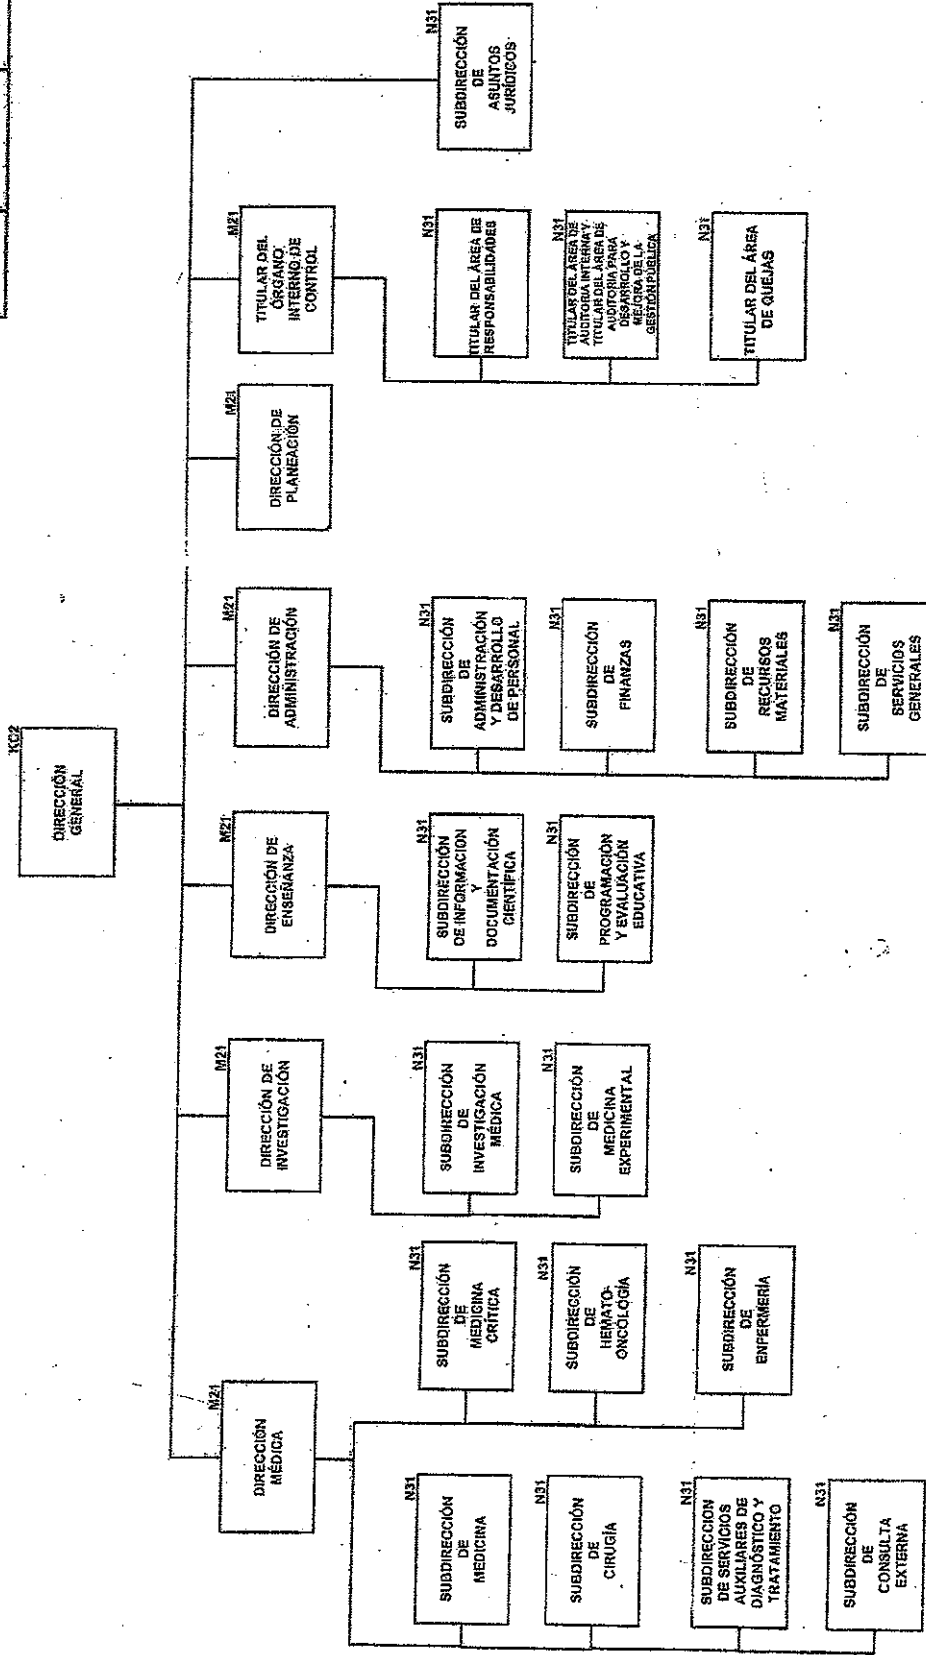 KC2
DIRECCIÓN
GENERAL
M21
DIRECCIÓN
MÉDICA
M21
DIRECCIÓN DE
INVESTIGACIÓN
M21
DIRECCIÓN DE
ENSEÑANZA
M21
DIRECCIÓN DE
ADMINISTRACIÓN
M21
DIRECCIÓN DE
PLANEACIÓN
M21
TITULAR DEL
ÓRGANO
INTERNO DE
CONTROL
N31
SUBDIRECCIÓN
DE
ASUNTOS
JURÍDICOS
N31
SUBDIRECCIÓN
DE
MEDICINA
N31
SUBDIRECCIÓN
DE
CIRUGÍA
N31
SUBDIRECCION
DE SERVICIOS
AUXILIARES DE
DIAGNÓSTICO Y
TRATAMIENTO
N31
SUBDIRECCIÓN
DE
CONSULTA
EXTERNA
N31
SUBDIRECCIÓN
DE
MEDICINA
CRÍTICA
N31
SUBDIRECCIÓN
DE
HEMATO-
ONCOLOGÍA
N31
SUBDIRECCIÓN
DE
ENFERMERÍA
N31
SUBDIRECCIÓN
DE
INVESTIGACIÓN
MÉDICA
N31
SUBDIRECCIÓN
DE
MEDICINA
EXPERIMENTAL
N31
SUBDIRECCIÓN
DE INFORMACION
Y
DOCUMENTACIÓN
CIENTÍFICA
N31
SUBDIRECCIÓN
DE
PROGRAMACIÓN
Y EVALUACIÓN
EDUCATIVA
N31
SUBDIRECCIÓN
DE
ADMINISTRACIÓN
Y DESARROLLO
DE PERSONAL
N31
SUBDIRECCIÓN
DE
FINANZAS
N31
SUBDIRECCIÓN
DE
RECURSOS
MATERIALES
N31
SUBDIRECCIÓN
DE
SERVICIOS
GENERALES
N31
TITULAR DEL ÁREA DE
RESPONSABILIDADES
N31
TITULAR DEL ÁREA DE
AUDITORIA INTERNA Y
TITULAR DEL ÁREA DE
AUDITORIA PARA
DESARROLLO Y
MEJORA DE LA
GESTIÓN PÚBLICA
N31
TITULAR DEL ÁREA
DE QUEJAS